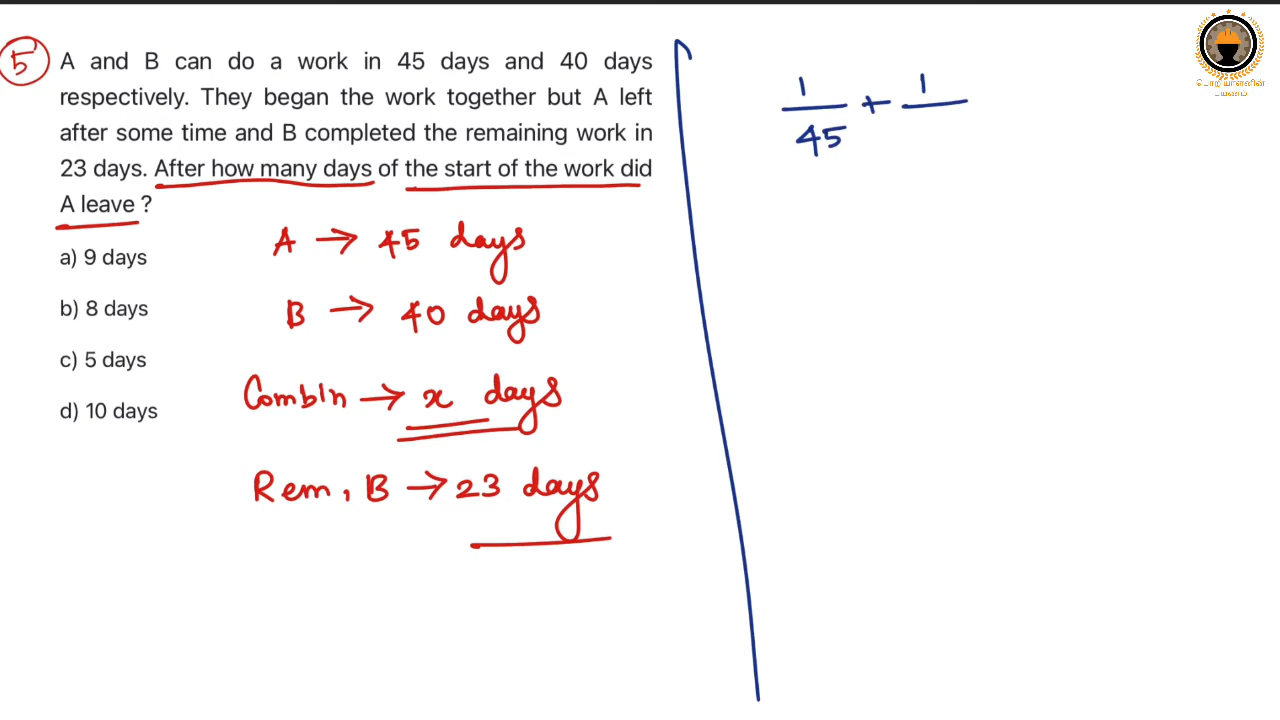 5 A and B can do a work in 45 days and 40 days
respectively. They began the work together but A left
after some time and B completed the remaining work in
23 days. After how many days of the start of the work did
A leave ?
a) 9 days
b) 8 days
c) 5 days
d) 10 days
A → 45 days
B → 40 days
CombIn → x days
Rem, B → 23 days
1/45 + 1/
பொறியாளனின்
பயணம்